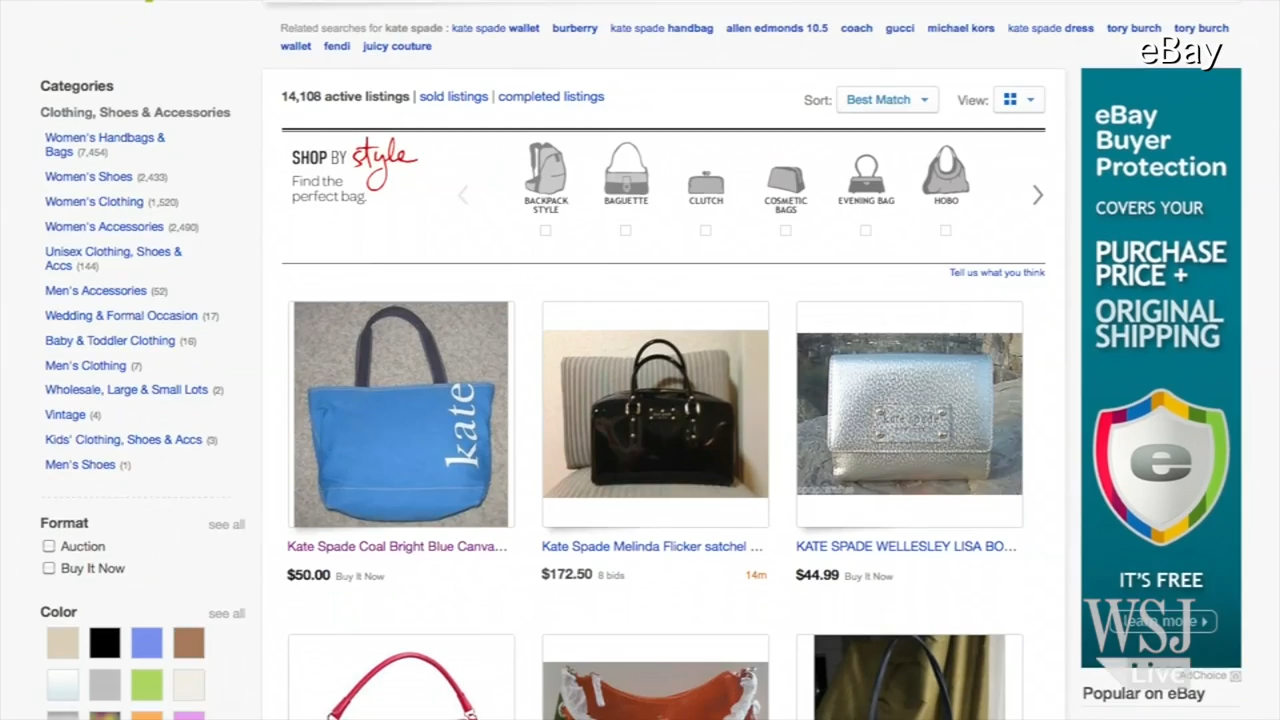 Related searches for kate spade : kate spade wallet burberry kate spade handbag allen edmonds 10.5 coach gucci michael kors kate spade dress tory burch tory burch
wallet fendi juicy couture
eBay
Categories
Clothing, Shoes & Accessories
Women's Handbags &
Bags (7,454)
Women's Shoes (2,433)
Women's Clothing (1,520)
Women's Accessories (2,490)
Unisex Clothing, Shoes &
Accs (144)
Men's Accessories (52)
Wedding & Formal Occasion (17)
Baby & Toddler Clothing (16)
Men's Clothing (7)
Wholesale, Large & Small Lots (2)
Vintage (4)
Kids' Clothing, Shoes & Accs (3)
Men's Shoes (1)
Format see all
Auction
Buy It Now
Color see all
14,108 active listings | sold listings | completed listings
Sort: Best Match View:
SHOP BY style
Find the
perfect bag.
BACKPACK
STYLE
BAGUETTE
CLUTCH
COSMETIC
BAGS
EVENING BAG
HOBO
Tell us what you think
kate
kate spade
Kate Spade Coal Bright Blue Canva...
$50.00 Buy It Now
Kate Spade Melinda Flicker satchel ...
$172.50 8 bids 14m
KATE SPADE WELLESLEY LISA BO...
$44.99 Buy It Now
eBay
Buyer
Protection
COVERS YOUR
PURCHASE
PRICE +
ORIGINAL
SHIPPING
e
IT'S FREE
learn more
WSJ
Live
AdChoice
Popular on eBay